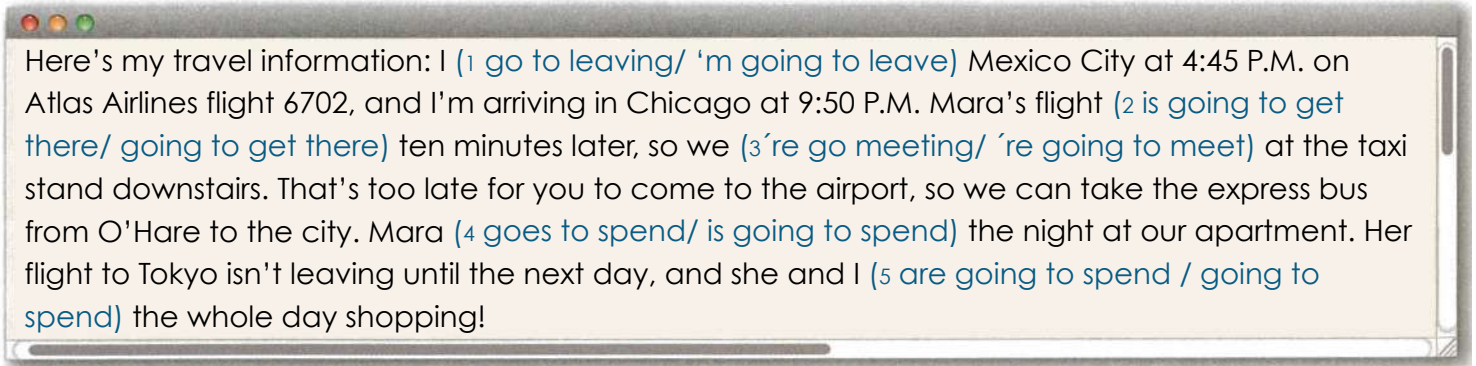 Here’s my travel information: I (1 go to leaving/ ‘m going to leave) Mexico City at 4:45 P.M. on
Atlas Airlines flight 6702, and I’m arriving in Chicago at 9:50 P.M. Mara’s flight (2 is going to get
there/ going to get there) ten minutes later, so we (3´re go meeting/ ´re going to meet) at the taxi
stand downstairs. That’s too late for you to come to the airport, so we can take the express bus
from O’Hare to the city. Mara (4 goes to spend/ is going to spend) the night at our apartment. Her
flight to Tokyo isn’t leaving until the next day, and she and I (5 are going to spend / going to
spend) the whole day shopping!